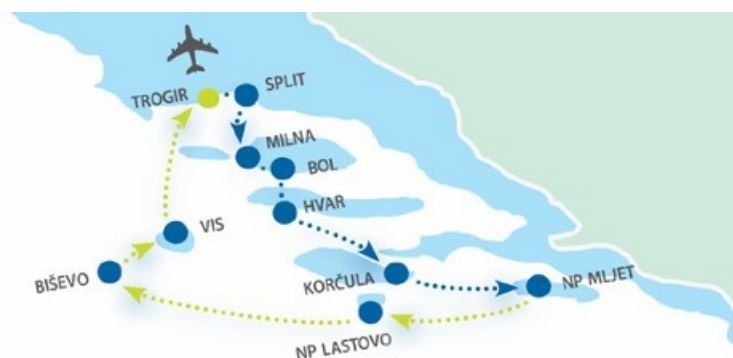 TROGIR
SPLIT
MILNA
BOL
HVAR
VIS
BIŠEVO
KORČULA
NP MLJET
NP LASTOVO